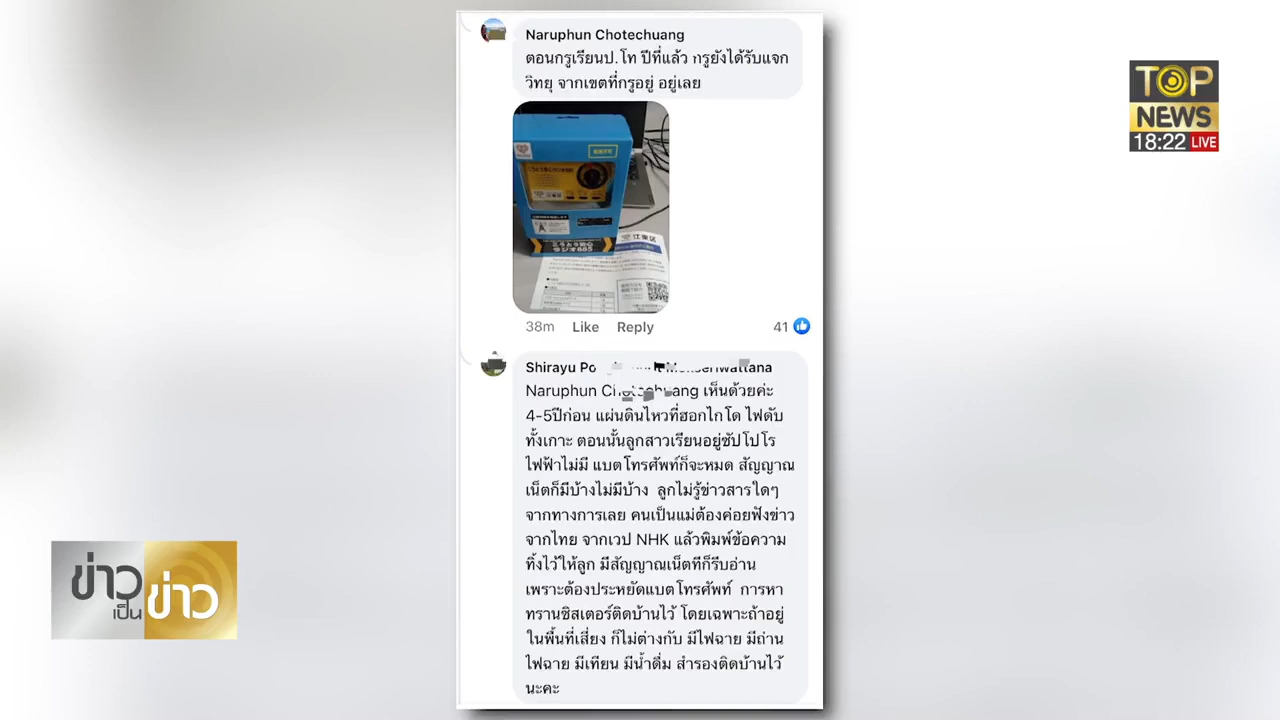 Naruphun Chotechuang
ตอนกรูเรียนป.โท ปีที่แล้ว กรูยังได้รับแจก
วิทยุ จากเขตที่กรูอยู่ อยู่เลย
江東区
こうとう安心
ラジオ885
38m Like Reply 41
Shirayu Po
Naruphun Chotechuang เห็นด้วยค่ะ
4-5ปีก่อน แผ่นดินไหวที่ฮอกไกโด ไฟดับ
ทั้งเกาะ ตอนนั้นลูกสาวเรียนอยู่ซัปโปโร
ไฟฟ้าไม่มี แบตโทรศัพท์ก็จะหมด สัญญาณ
เน็ตก็มีบ้างไม่มีบ้าง ลูกไม่รู้ข่าวสารใดๆ
จากทางการเลย คนเป็นแม่ต้องค่อยฟังข่าว
จากไทย จากเวป NHK แล้วพิมพ์ข้อความ
ทิ้งไว้ให้ลูก มีสัญญาณเน็ตทีก็รีบอ่าน
เพราะต้องประหยัดแบตโทรศัพท์ การหา
ทรานซิสเตอร์ติดบ้านไว้ โดยเฉพาะถ้าอยู่
ในพื้นที่เสี่ยง ก็ไม่ต่างกับ มีไฟฉาย มีถ่าน
ไฟฉาย มีเทียน มีน้ำดื่ม สำรองติดบ้านไว้
นะคะ
TOP
NEWS
18:22 LIVE
ข่าว
เป็น
ข่าว